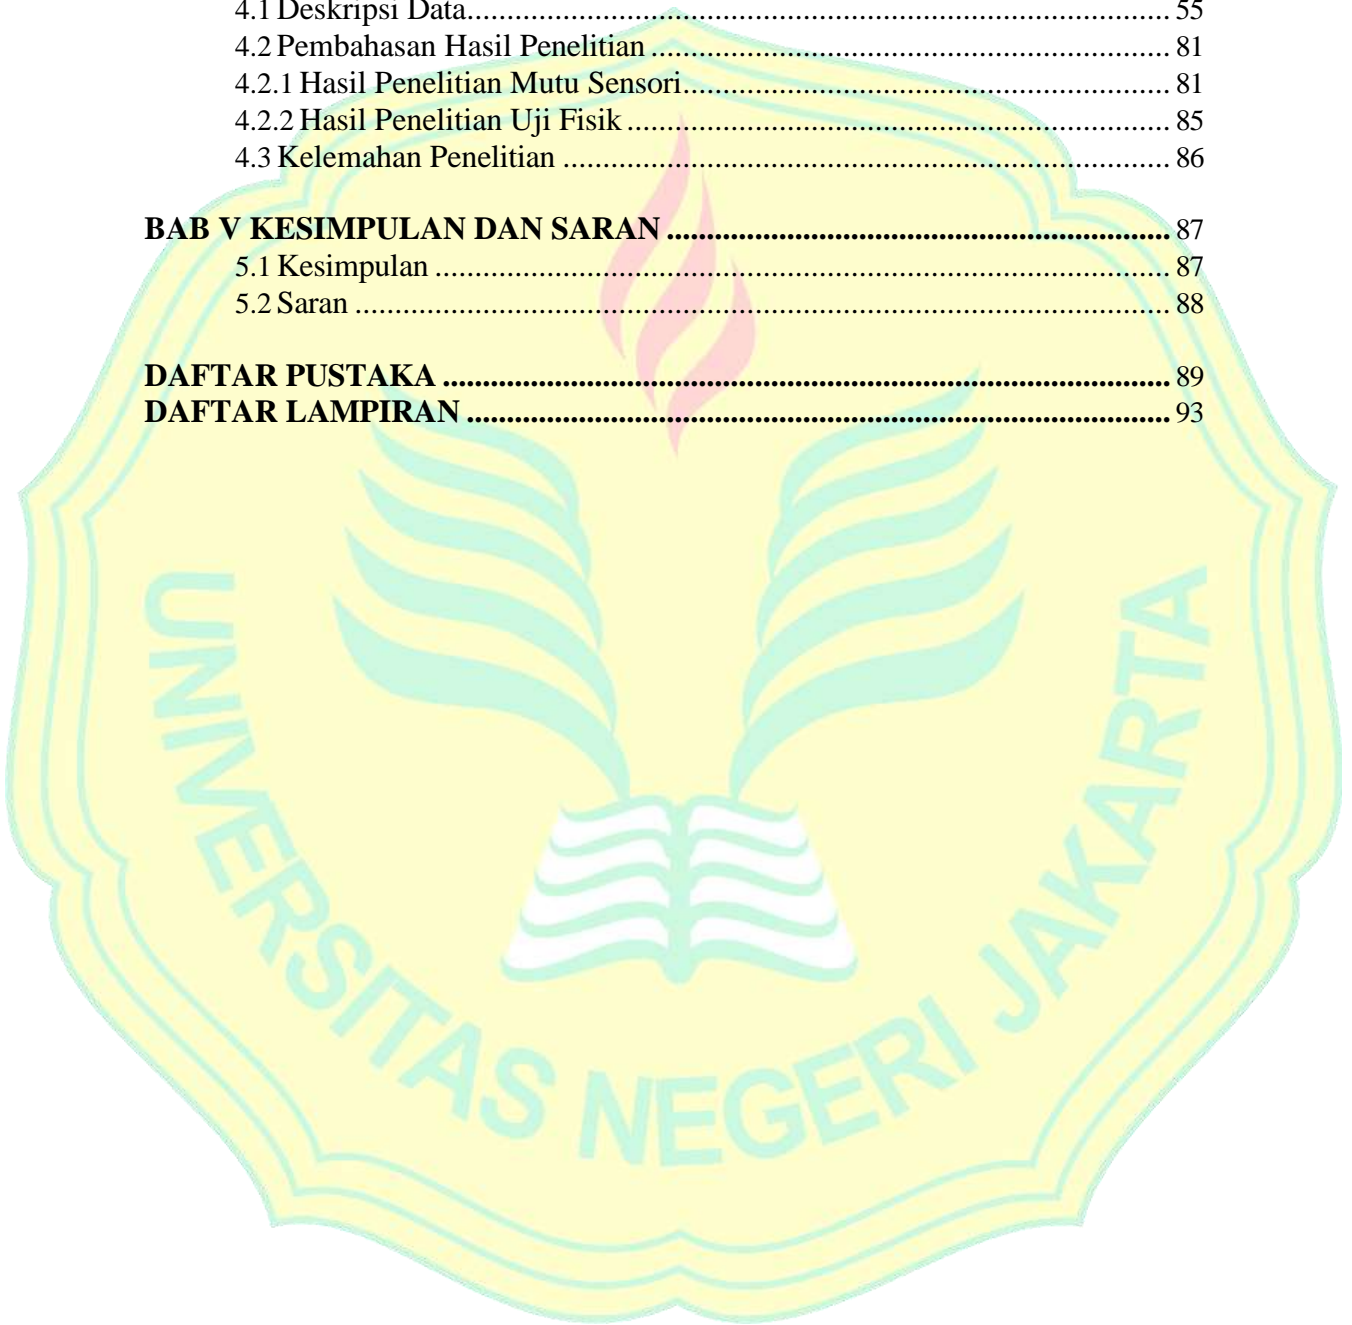 4.1 Deskripsi Data.......................................................................................... 55
4.2 Pembahasan Hasil Penelitian ................................................................... 81
4.2.1 Hasil Penelitian Mutu Sensori............................................................... 81
4.2.2 Hasil Penelitian Uji Fisik ...................................................................... 85
4.3 Kelemahan Penelitian .............................................................................. 86
BAB V KESIMPULAN DAN SARAN ................................................................ 87
5.1 Kesimpulan .............................................................................................. 87
5.2 Saran ........................................................................................................ 88
DAFTAR PUSTAKA ............................................................................................. 89
DAFTAR LAMPIRAN .......................................................................................... 93
UNIVERSITAS NEGERI JAKARTA